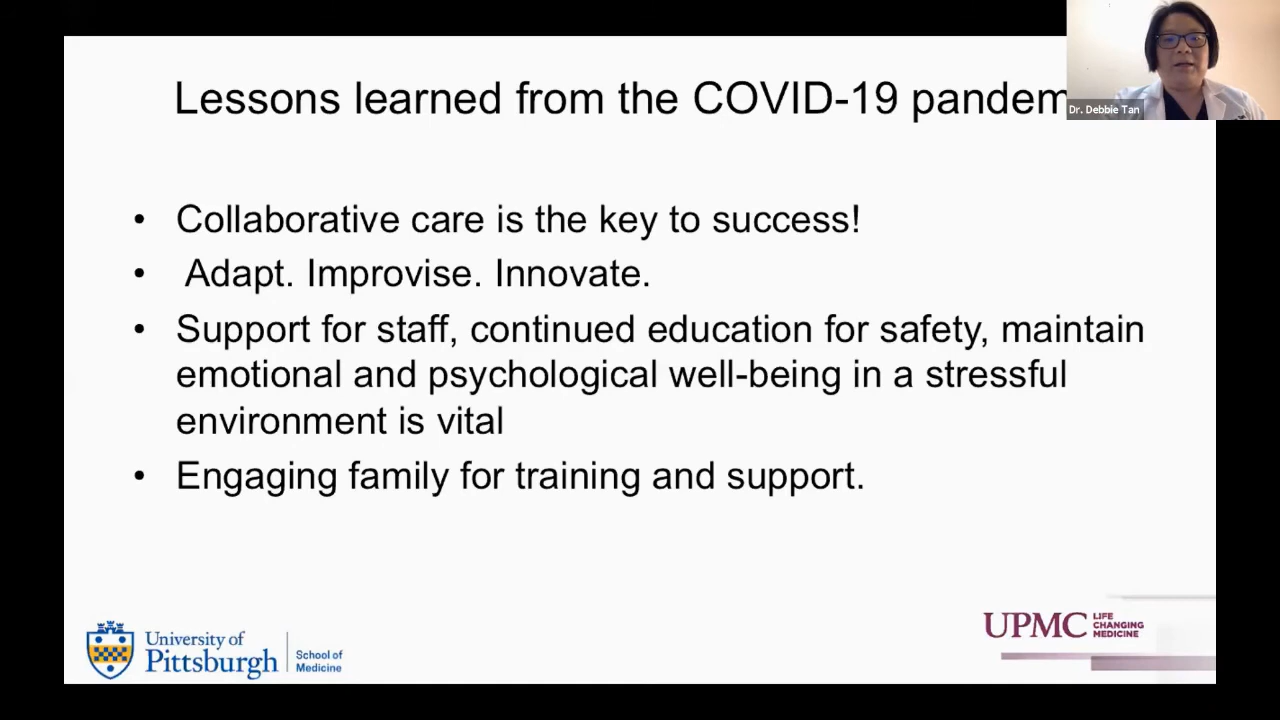 Lessons learned from the COVID-19 pandem
Dr. Debbie Tan
• Collaborative care is the key to success!
• Adapt. Improvise. Innovate.
• Support for staff, continued education for safety, maintain
emotional and psychological well-being in a stressful
environment is vital
• Engaging family for training and support.
University of
Pittsburgh
School of
Medicine
UPMC
LIFE
CHANGING
MEDICINE